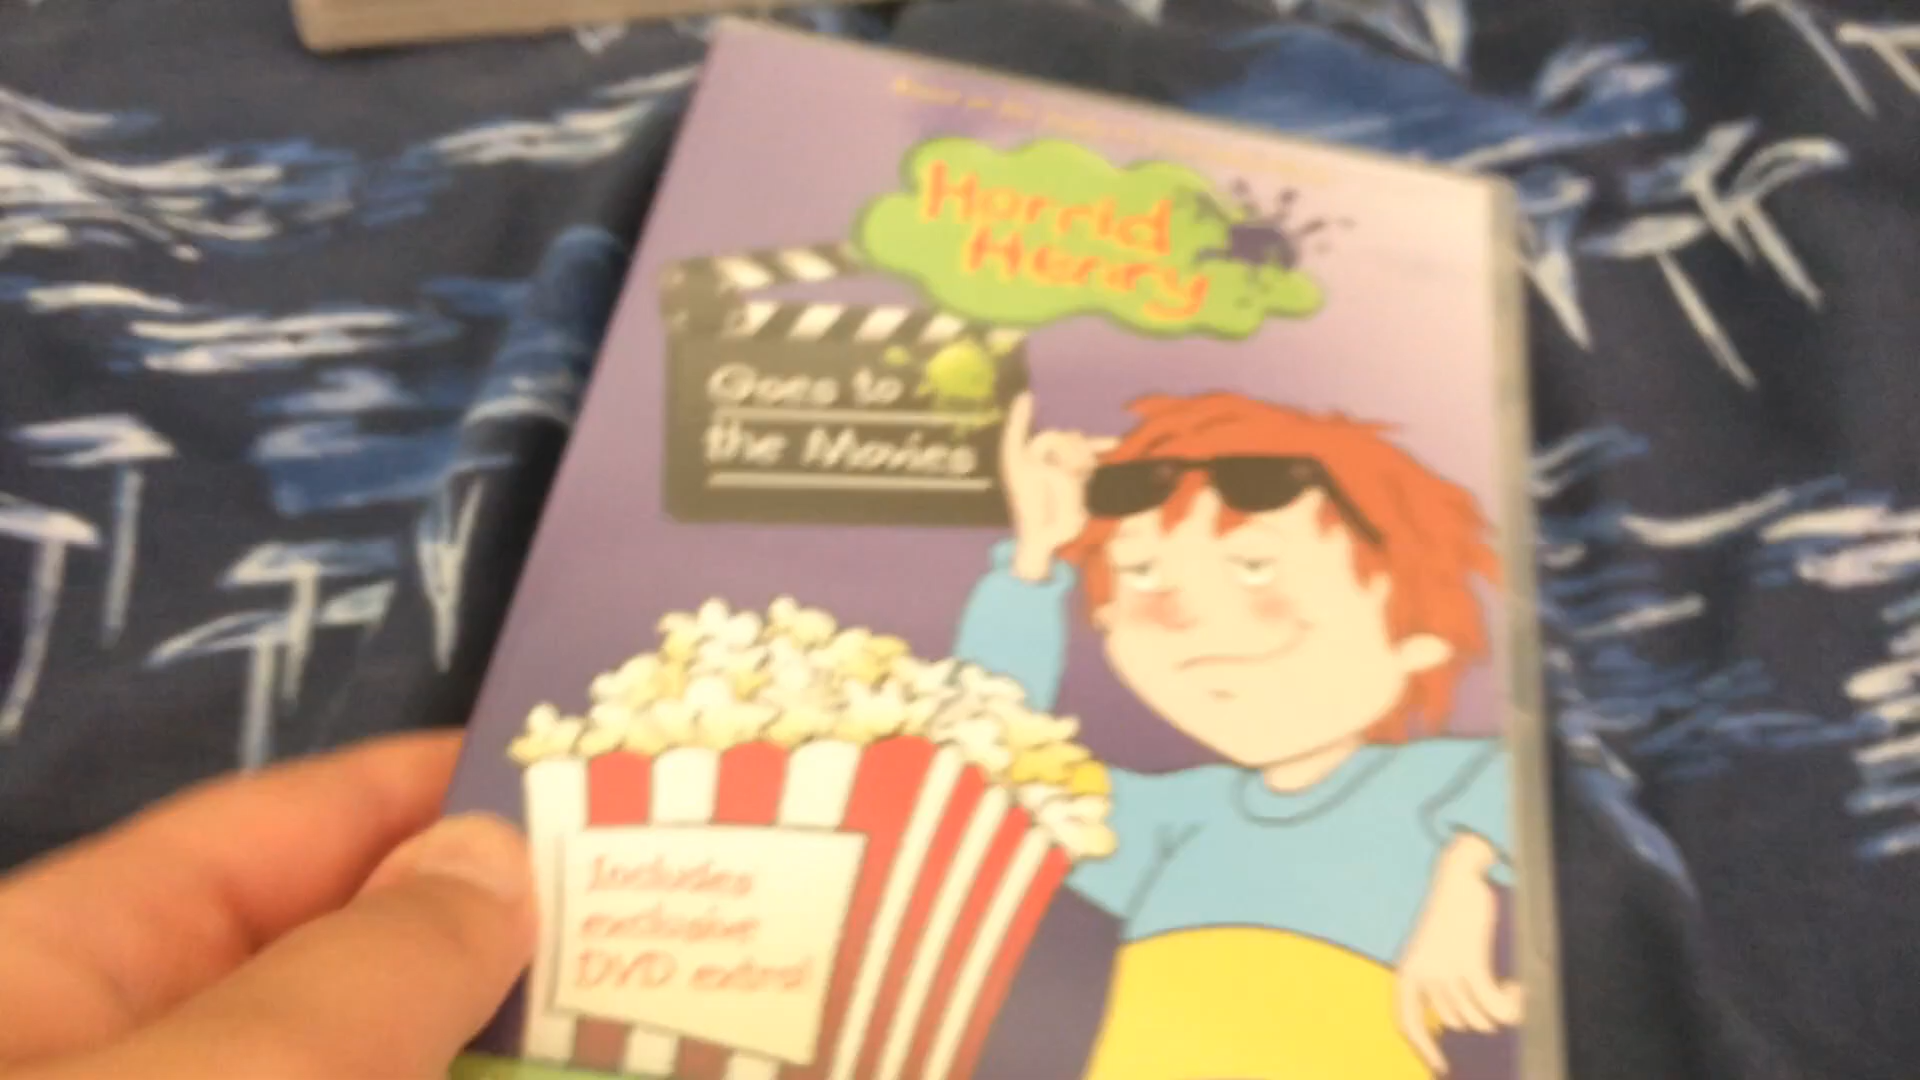 Horrid
Henry
Goes to
the Movies
Includes
exclusive
DVD extra!